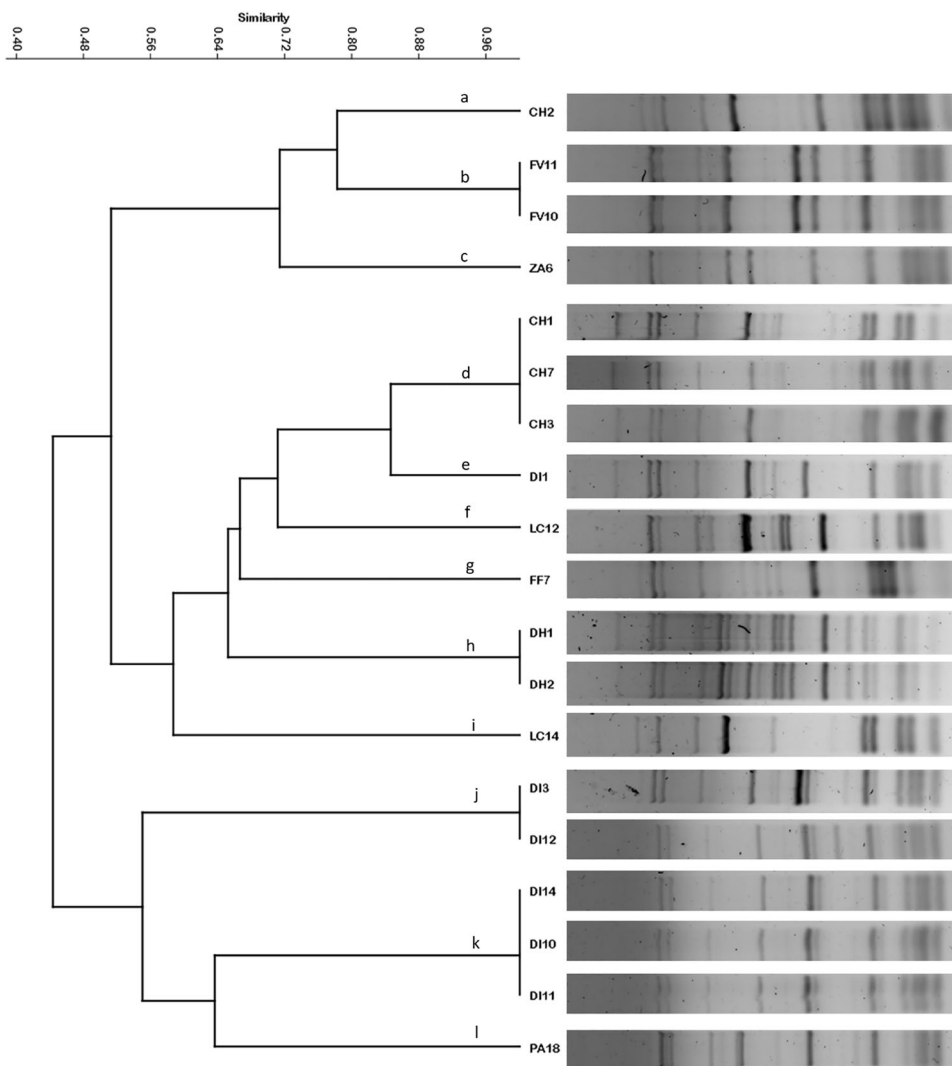 Similarity
0.40 0.48 0.56 0.64 0.72 0.80 0.88 0.96
a CH2
FV11
b
FV10
c ZA6
CH1
d CH7
CH3
e DI1
f LC12
g FF7
DH1
h
DH2
i LC14
j DI3
DI12
DI14
k DI10
DI11
l PA18